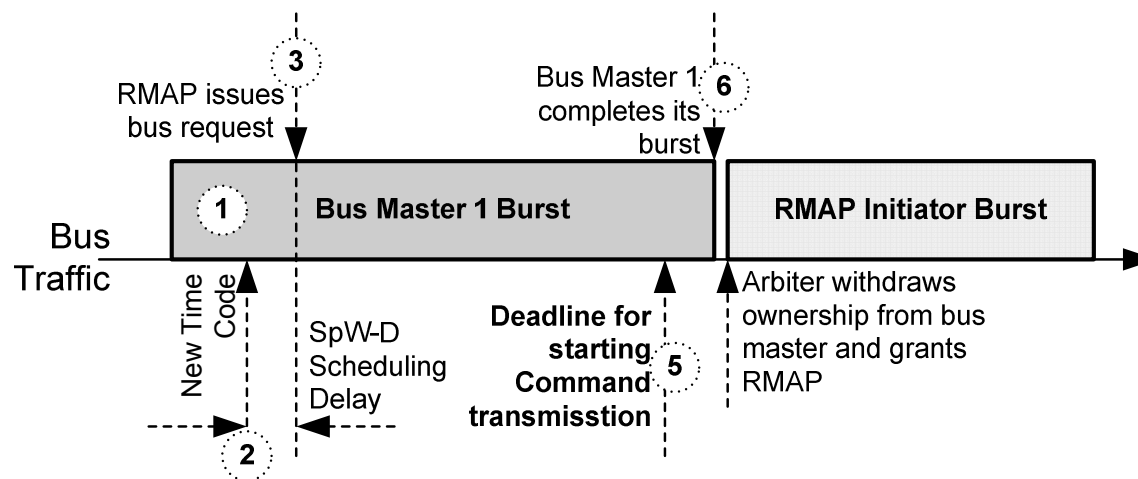 3
RMAP issues
bus request
Bus Master 1
completes its
burst
6
1
Bus Master 1 Burst
RMAP Initiator Burst
Bus
Traffic
New Time
Code
2
SpW-D
Scheduling
Delay
Deadline for
starting
Command
transmisstion
5
Arbiter withdraws
ownership from bus
master and grants
RMAP